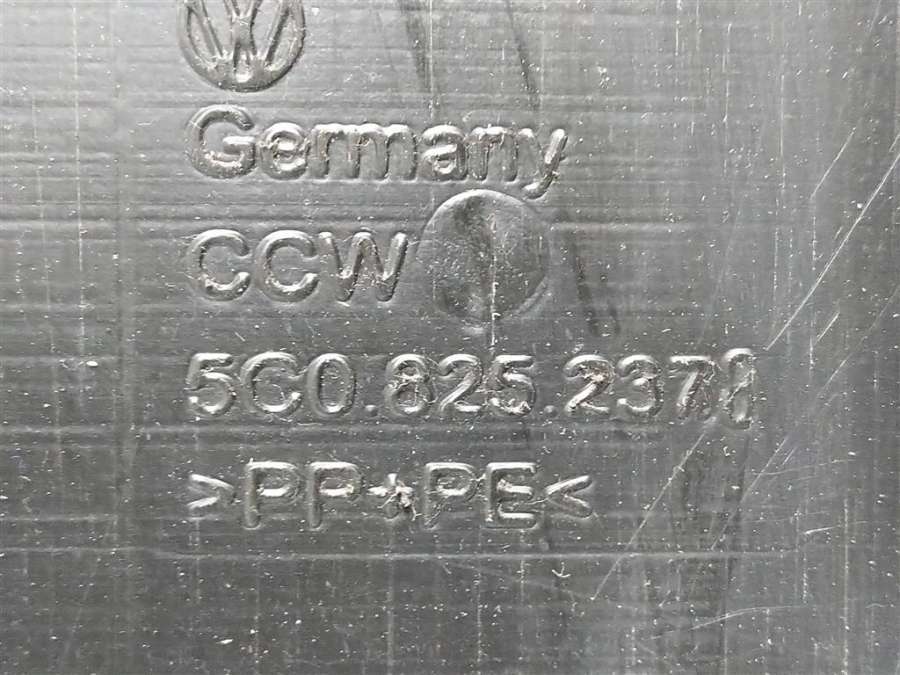 Germany
CCW
5C0.825.237
>PP+PE<